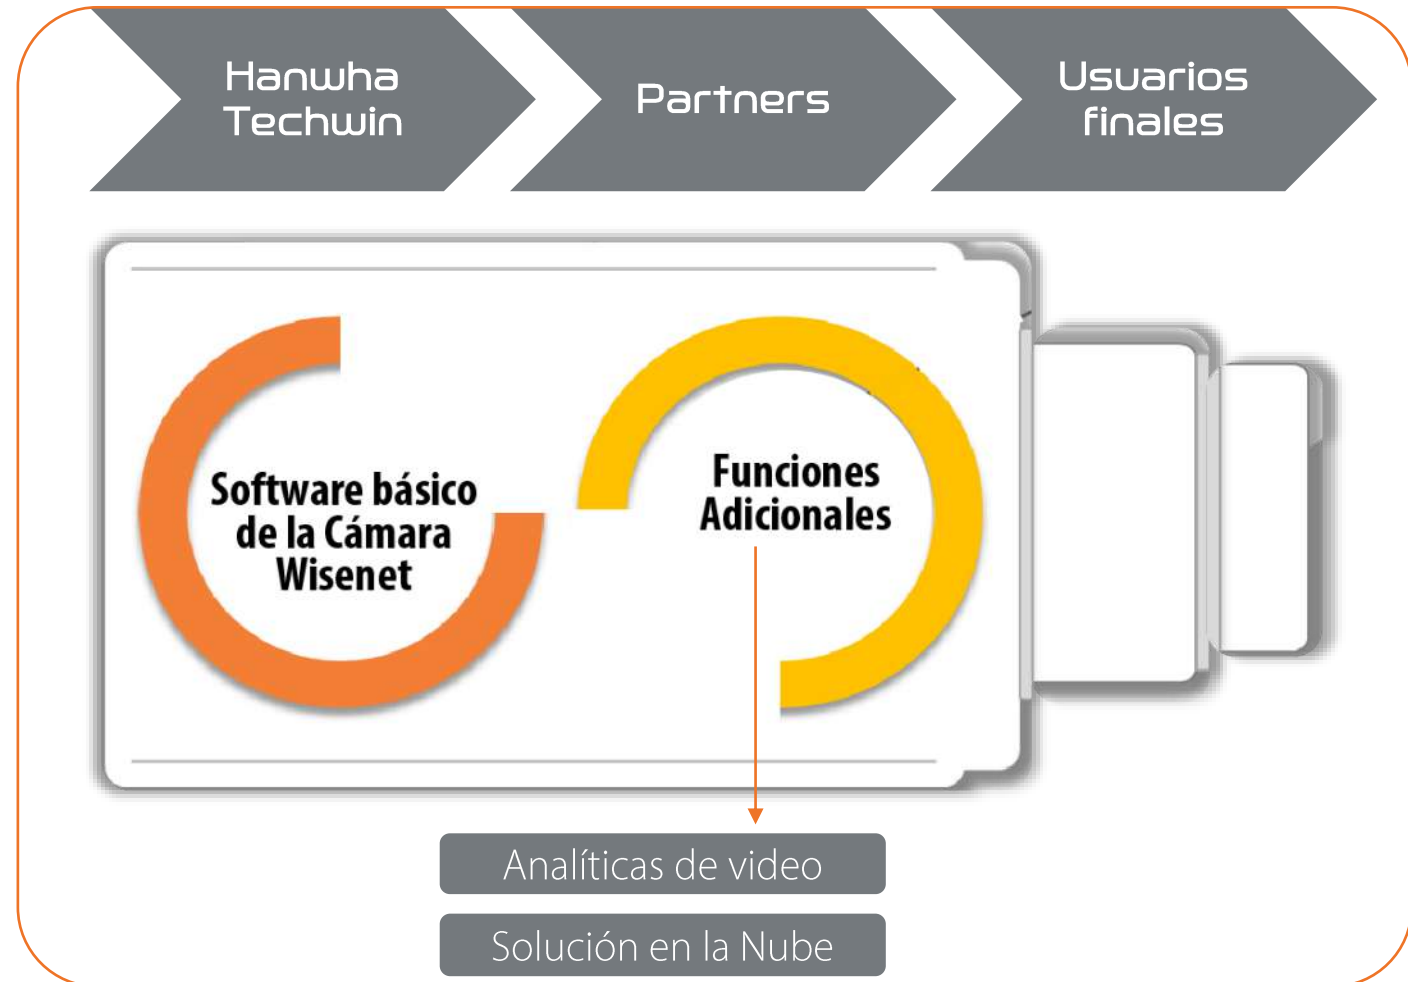 Hanwha
Techwin
Partners
Usuarios
finales
Software básico
de la Cámara
Wisenet
Funciones
Adicionales
Analíticas de video
Solución en la Nube